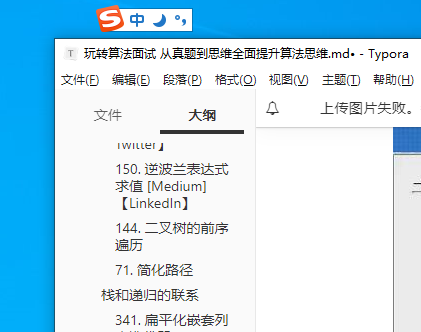 中
玩转算法面试 从真题到思维全面提升算法思维.md• - Typora
文件(F) 编辑(E) 段落(P) 格式(O) 视图(V) 主题(T) 帮助(H)
文件 大纲
上传图片失败。
Twitter】
150. 逆波兰表达式
求值 [Medium]
【LinkedIn】
144. 二叉树的前序
遍历
71. 简化路径
栈和递归的联系
341. 扁平化嵌套列